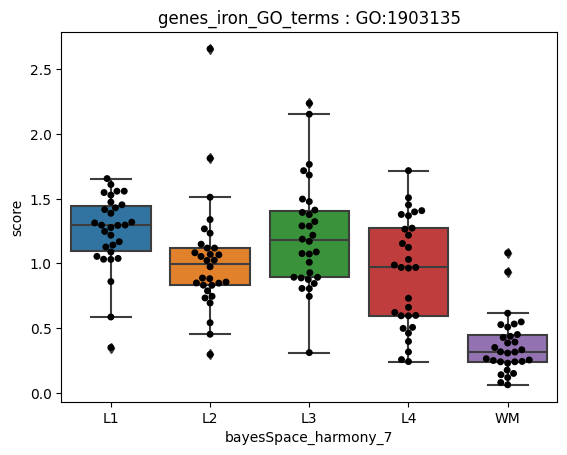 genes_iron_GO_terms : GO:1903135
score
2.5
2.0
1.5
1.0
0.5
0.0
L1 L2 L3 L4 WM
bayesSpace_harmony_7